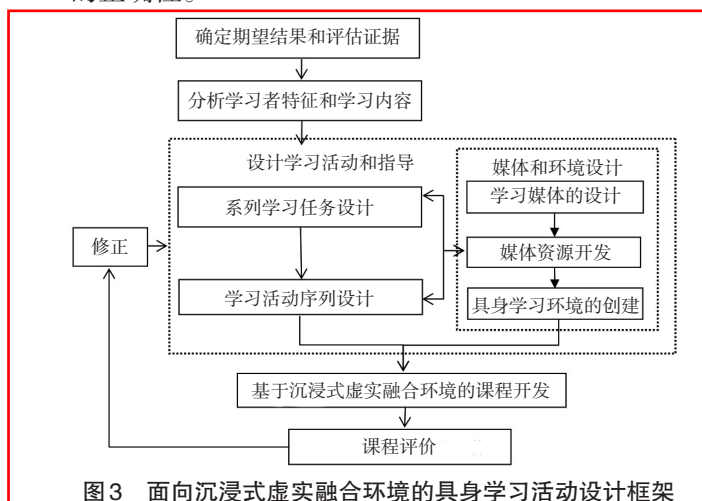 确定期望结果和评估证据
分析学习者特征和学习内容
设计学习活动和指导
媒体和环境设计
学习媒体的设计
系列学习任务设计
修正
媒体资源开发
学习活动序列设计
具身学习环境的创建
基于沉浸式虚实融合环境的课程开发
课程评价
图3 面向沉浸式虚实融合环境的具身学习活动设计框架